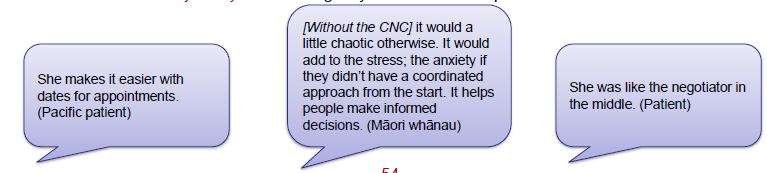 She makes it easier with
dates for appointments.
(Pacific patient)
[Without the CNC] it would a
little chaotic otherwise. It would
add to the stress; the anxiety if
they didn't have a coordinated
approach from the start. It helps
people make informed
decisions. (Māori whānau)
She was like the negotiator in
the middle. (Patient)
54